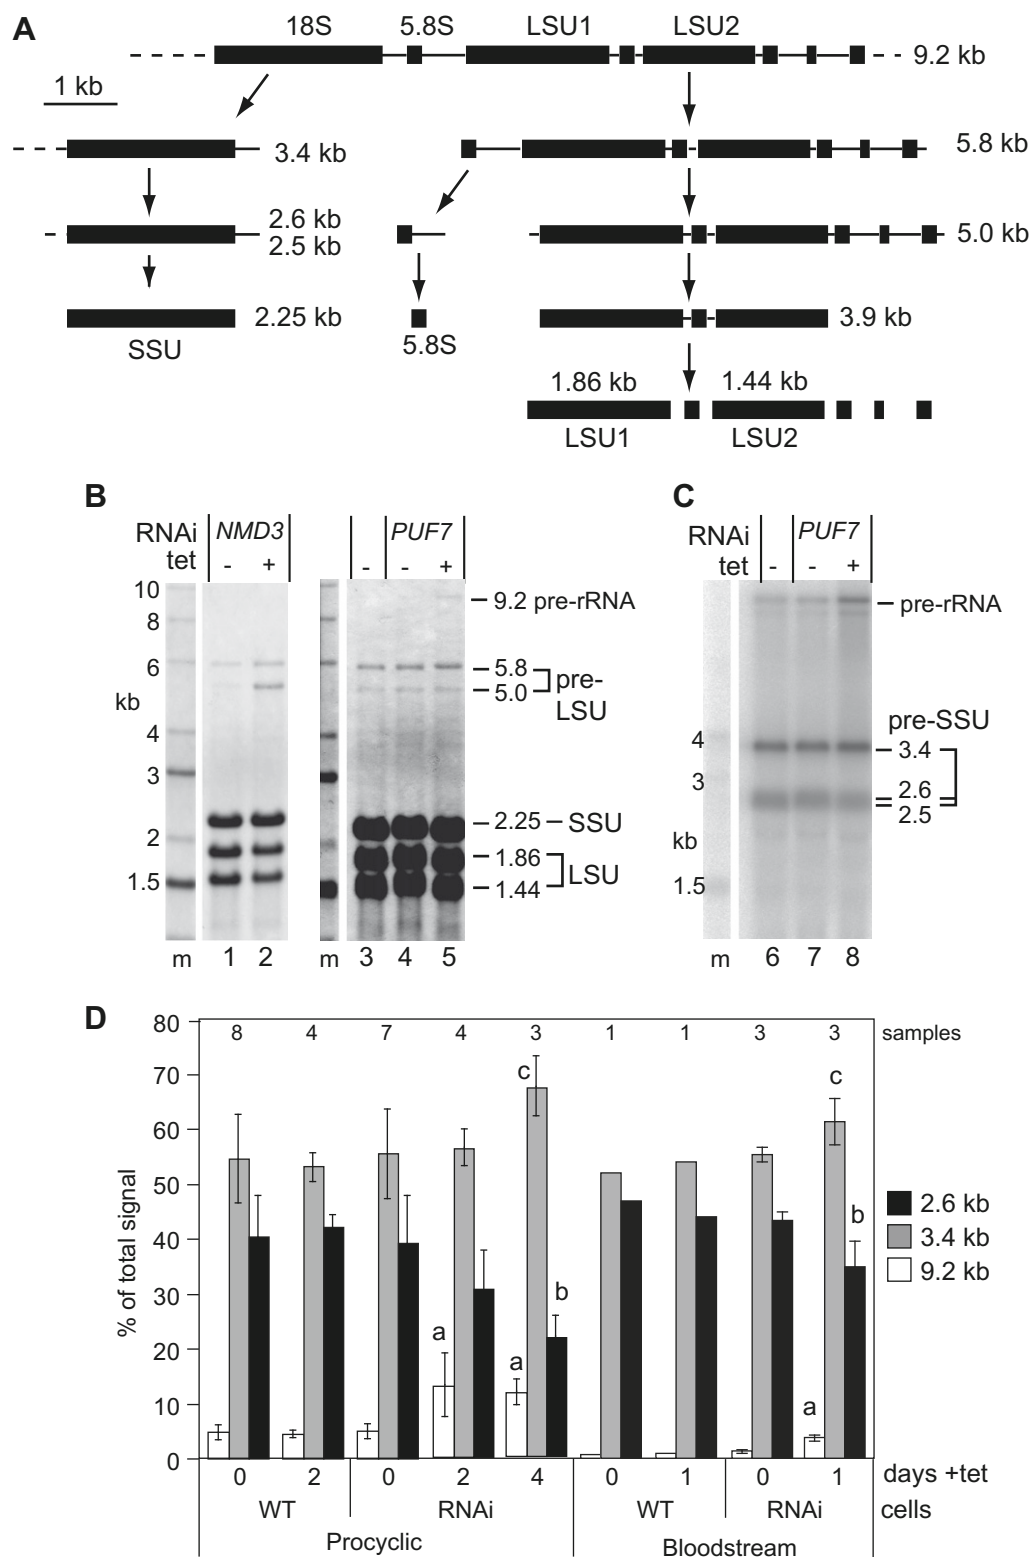 A
18S 5.8S LSU1 LSU2
9.2 kb
1 kb
3.4 kb
5.8 kb
2.6 kb
2.5 kb
5.0 kb
2.25 kb
SSU
5.8S
3.9 kb
1.86 kb 1.44 kb
LSU1 LSU2
B
RNAi NMD3 PUF7
tet - + - - +
10
8
6
kb
4
3
2
1.5
9.2 pre-rRNA
5.8
5.0
pre-
LSU
2.25 SSU
1.86
1.44
LSU
m 1 2 m 3 4 5
C
RNAi PUF7
tet - - +
pre-rRNA
pre-SSU
4
3.4
3
2.6
2.5
kb
1.5
m 6 7 8
D
80
70
60
50
40
30
20
10
0
% of total signal
8 4 7 4 3 1 1 3 3 samples
c
c
a
b
a
b
a
2.6 kb
3.4 kb
9.2 kb
0 2 0 2 4 0 1 0 1 days +tet
WT RNAi WT RNAi cells
Procyclic Bloodstream